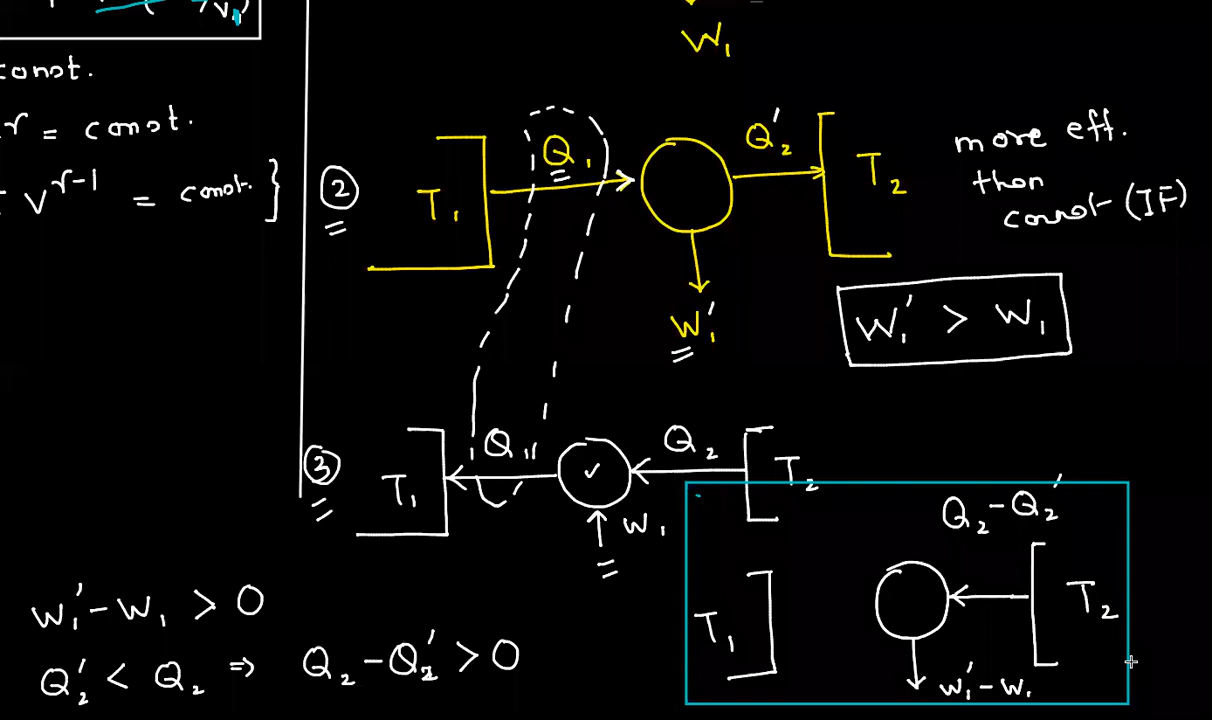 W₁
const.
γ = const.
V^(γ-1) = const. }
②
T₁
Q₁
Q₂'
T₂
W₁'
more eff.
than
carnot (IF)
W₁' > W₁
③
T₁
Q₁
Q₂
T₂
W₁
W₁' - W₁ > 0
Q₂' < Q₂ ⇒ Q₂ - Q₂' > 0
Q₂ - Q₂'
T₁
T₂
W₁' - W₁